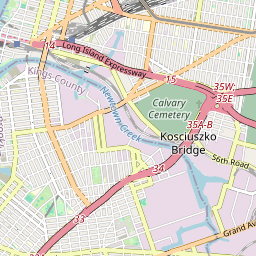 14
Long Island Expressway
15
35W;
35E
Kings County
Newtown Creek
Calvary
Cemetery
35A-B
Kosciuszko
Bridge
56th Road
34
33
Grand Av